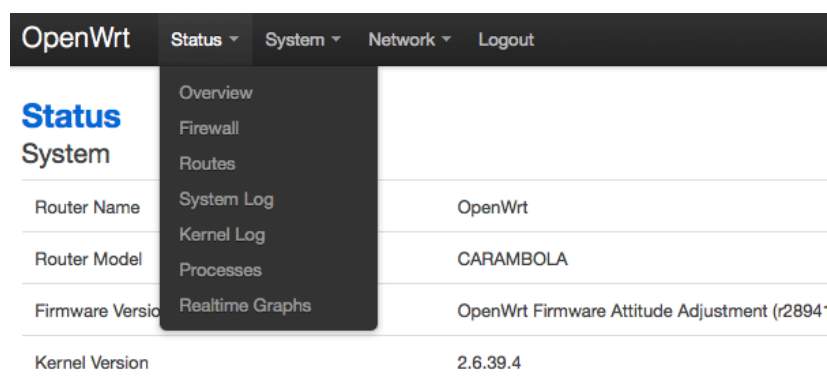 OpenWrt Status System Network Logout
Overview
Firewall
Routes
System Log
Kernel Log
Processes
Realtime Graphs
Status
System
Router Name OpenWrt
Router Model CARAMBOLA
Firmware Versio OpenWrt Firmware Attitude Adjustment (r28941
Kernel Version 2.6.39.4